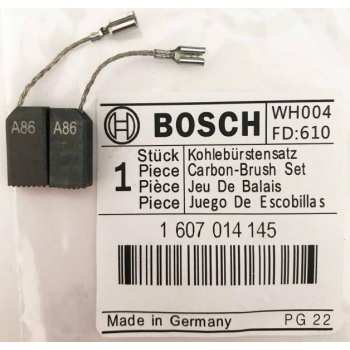 A86 A86
BOSCH WH004
FD:610
1 Stück Kohlebürstensatz
Piece Carbon-Brush Set
Pièce Jeu De Balais
Pieza Juego De Escobillas
1 607 014 145
Made in Germany PG 22